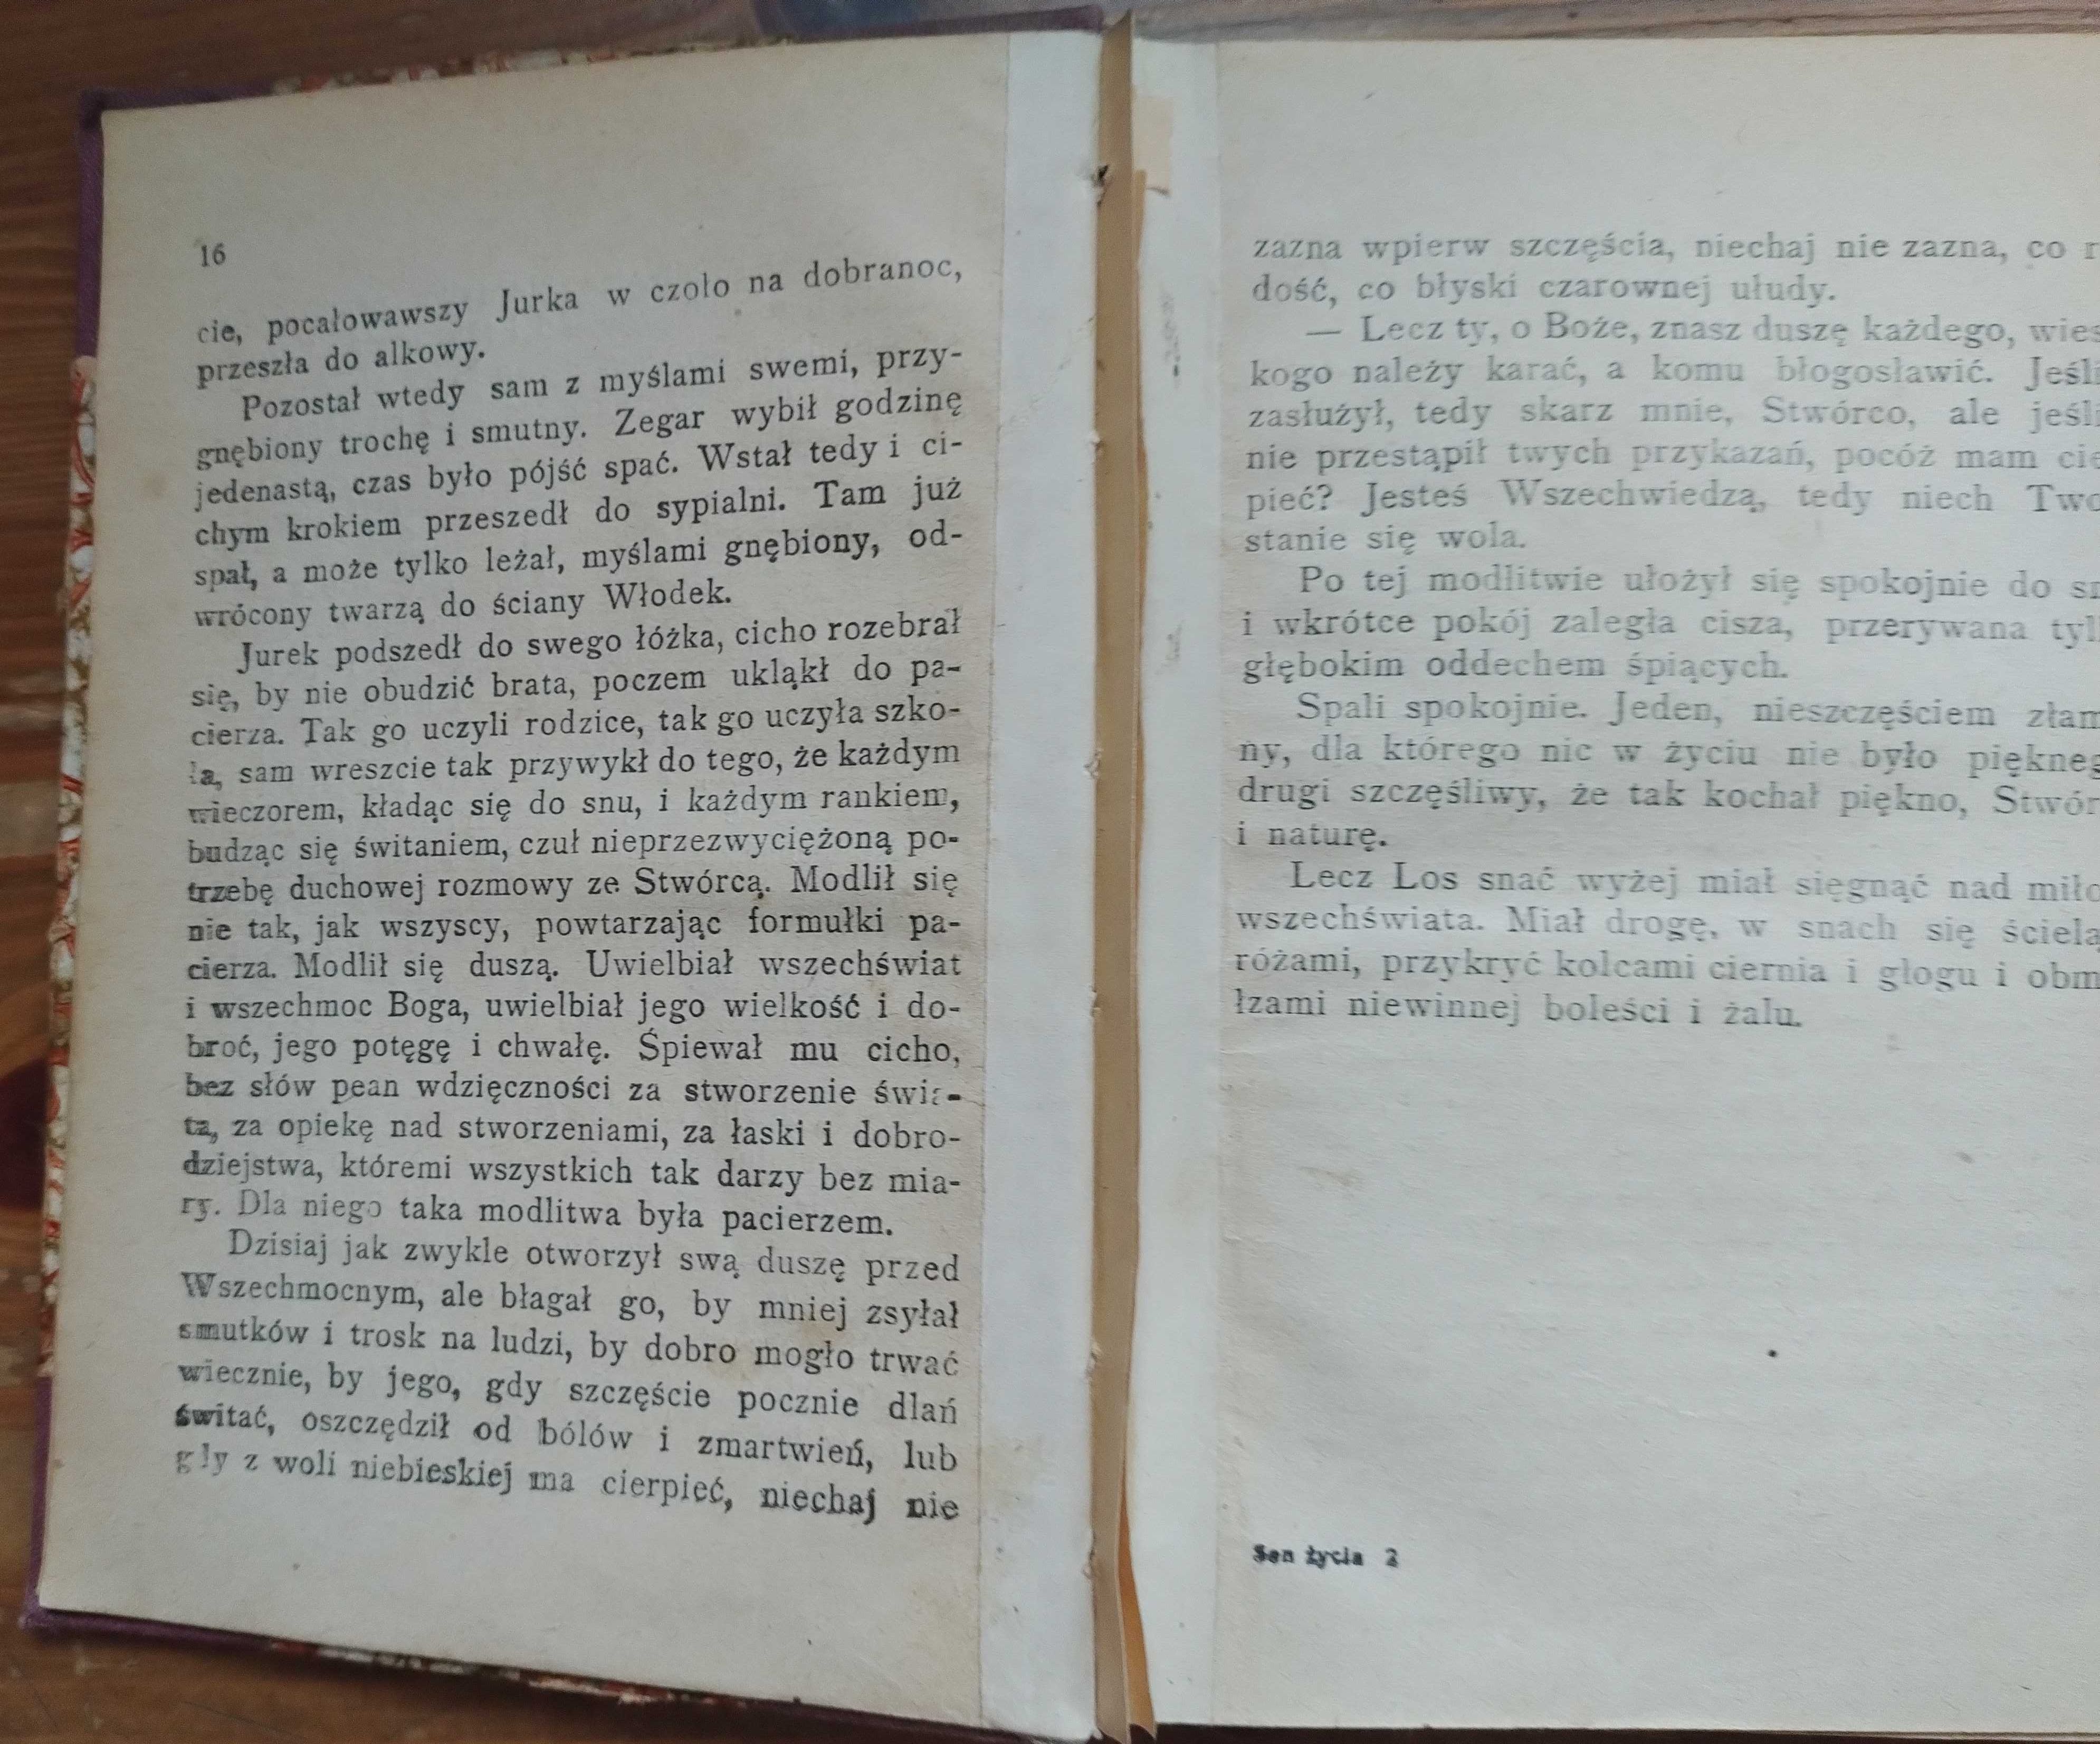 16
cie, pocałowawszy Jurka w czoło na dobranoc,
przeszła do alkowy.
Pozostał wtedy sam z myślami swemi, przy-
gnębiony trochę i smutny. Zegar wybił godzinę
jedenastą, czas było pójść spać. Wstał tedy i ci-
chym krokiem przeszedł do sypialni. Tam już
spał, a może tylko leżał, myślami gnębiony, od-
wrócony twarzą do ściany Włodek.
Jurek podszedł do swego łóżka, cicho rozebrał
się, by nie obudzić brata, poczem ukląkł do pa-
cierza. Tak go uczyli rodzice, tak go uczyła szko-
ła, sam wreszcie tak przywykł do tego, że każdym
wieczorem, kładąc się do snu, i każdym rankiem,
budząc się świtaniem, czuł nieprzezwyciężoną po-
trzebę duchowej rozmowy ze Stwórcą. Modlił się
nie tak, jak wszyscy, powtarzając formułki pa-
cierza. Modlił się duszą. Uwielbiał wszechświat
i wszechmoc Boga, uwielbiał jego wielkość i do-
broć, jego potęgę i chwałę. Śpiewał mu cicho,
bez słów pean wdzięczności za stworzenie świa-
ta, za opiekę nad stworzeniami, za łaski i dobro-
dziejstwa, któremi wszystkich tak darzy bez mia-
ry. Dla niego taka modlitwa była pacierzem.
Dzisiaj jak zwykle otworzył swą duszę przed
Wszechmocnym, ale błagał go, by mniej zsyłał
smutków i trosk na ludzi, by dobro mogło trwać
wiecznie, by jego, gdy szczęście pocznie dlań
świtać, oszczędził od bólów i zmartwień, lub
gdy z woli niebieskiej ma cierpieć, niechaj nie
zazna wpierw szczęścia, niechaj nie zazna, co r
dość, co błyski czarownej ułudy.
— Lecz ty, o Boże, znasz duszę każdego, wies
kogo należy karać, a komu błogosławić. Jeśli
zasłużył, tedy skarz mnie, Stwórco, ale jeśli
nie przestąpił twych przykazań, pocóż mam cie
pieć? Jesteś Wszechwiedzą, tedy niech Two
stanie się wola.
Po tej modlitwie ułożył się spokojnie do sn
i wkrótce pokój zaległa cisza, przerywana tyl
głębokim oddechem śpiących.
Spali spokojnie. Jeden, nieszczęściem złam
ny, dla którego nic w życiu nie było piękneg
drugi szczęśliwy, że tak kochał piękno, Stwór
i naturę.
Lecz Los snać wyżej miał sięgnąć nad miło
wszechświata. Miał drogę, w snach się ścielą
różami, przykryć kolcami ciernia i głogu i obm
łzami niewinnej boleści i żalu.
Sen życia 2